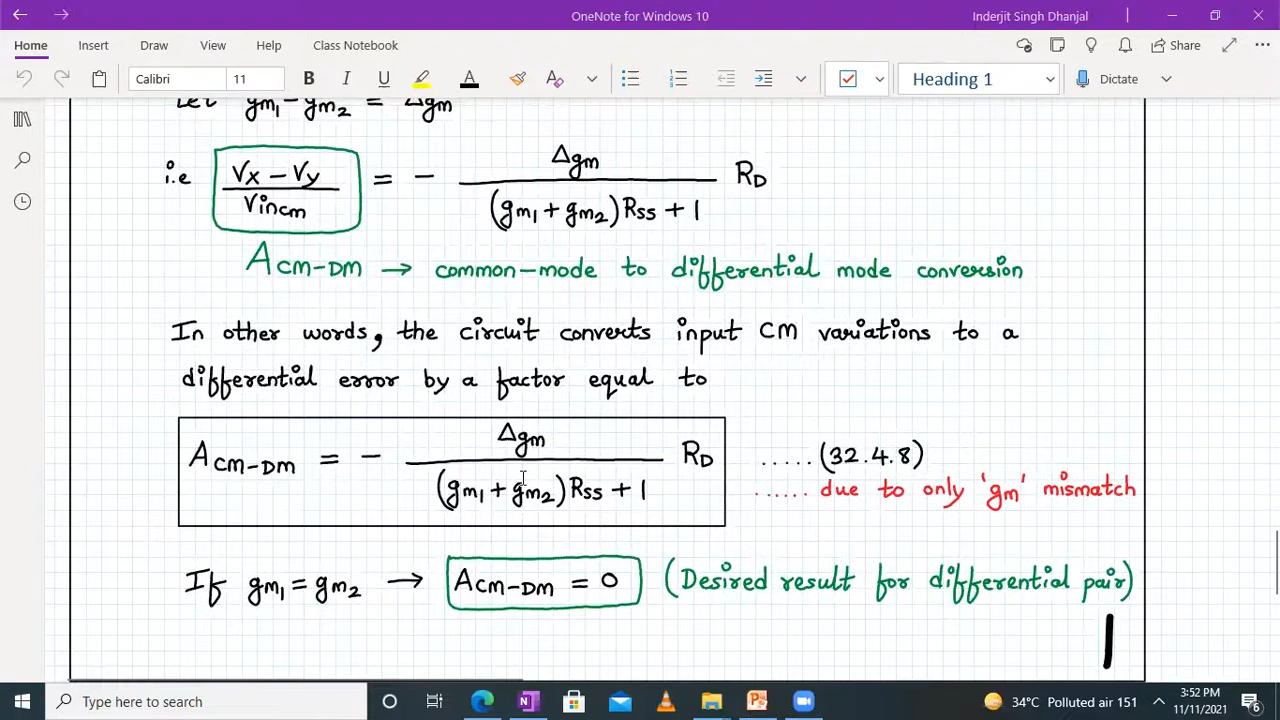 OneNote for Windows 10
Inderjit Singh Dhanjal
Home Insert Draw View Help Class Notebook Share
Calibri 11 B I U A Heading 1 Dictate
Let gm1 - gm2 = Δgm
i.e (Vx - Vy) / Vincm = - Δgm / ((gm1 + gm2) RSS + 1) RD
ACM-DM → common-mode to differential mode conversion
In other words, the circuit converts input CM variations to a
differential error by a factor equal to
ACM-DM = - Δgm / ((gm1 + gm2) RSS + 1) RD ..... (32.4.8)
...... due to only 'gm' mismatch
If gm1 = gm2 → ACM-DM = 0 (Desired result for differential pair)
Type here to search
34°C Polluted air 151
3:52 PM
11/11/2021
6